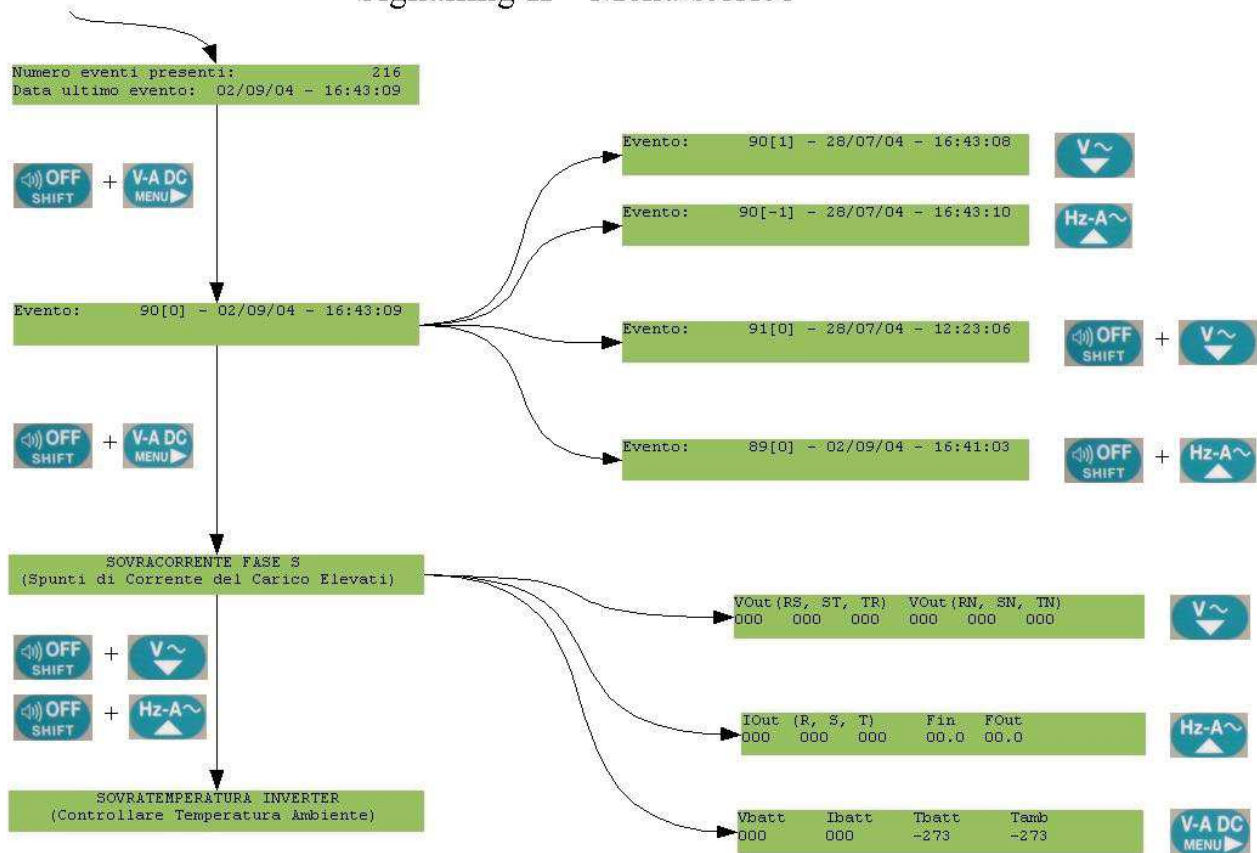 Numero eventi presenti: 216
Data ultimo evento: 02/09/04 - 16:43:09
OFF SHIFT + V-A DC MENU
Evento: 90[1] - 28/07/04 - 16:43:08
V~
Evento: 90[-1] - 28/07/04 - 16:43:10
Hz-A~
Evento: 90[0] - 02/09/04 - 16:43:09
Evento: 91[0] - 28/07/04 - 12:23:06
OFF SHIFT + V~
OFF SHIFT + V-A DC MENU
Evento: 89[0] - 02/09/04 - 16:41:03
OFF SHIFT + Hz-A~
SOVRACORRENTE FASE S
(Spunti di Corrente del Carico Elevati)
VOut(RS, ST, TR) VOut(RN, SN, TN)
000 000 000 000 000 000
V~
OFF SHIFT + V~
OFF SHIFT + Hz-A~
IOut (R, S, T) Fin FOut
000 000 000 00.0 00.0
Hz-A~
SOVRATEMPERATURA INVERTER
(Controllare Temperatura Ambiente)
Vbatt Ibatt Tbatt Tamb
000 000 -273 -273
V-A DC MENU